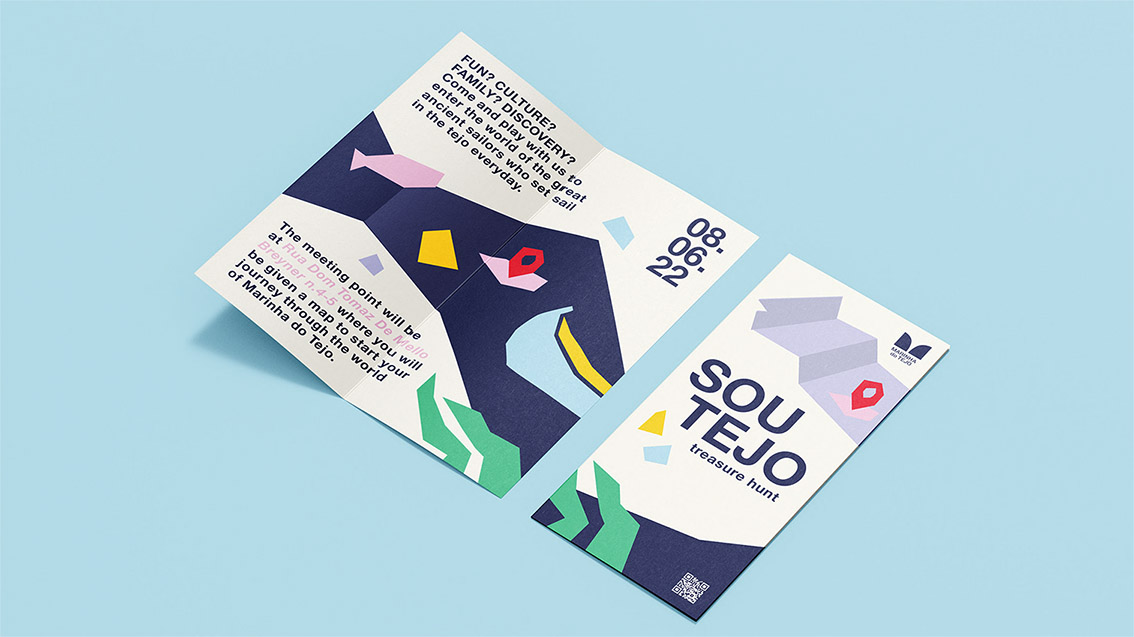 FUN? CULTURE?
FAMILY? DISCOVERY?
Come and play with us to
enter the world of the great
ancient sailors who set sail
in the tejo everyday.
The meeting point will be
at Rua Dom Tomaz De Mello
Breyner n.4-5 where you will
be given a map to start your
journey through the world
of Marinha do Tejo.
08.
06.
22
MARINHA
do TEJO
SOU
TEJO
treasure hunt